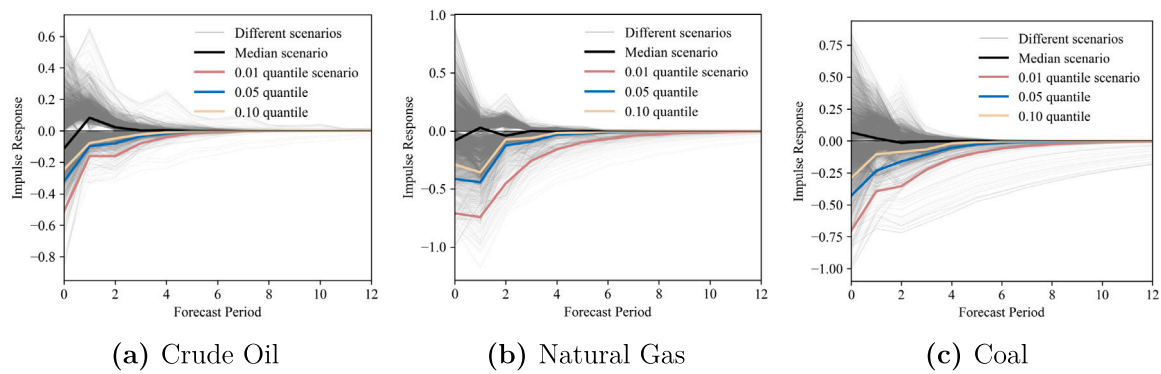 Impulse Response
0.6
0.4
0.2
0.0
−0.2
−0.4
−0.6
−0.8
Different scenarios
Median scenario
0.01 quantile scenario
0.05 quantile
0.10 quantile
0 2 4 6 8 10 12
Forecast Period
(a) Crude Oil
Impulse Response
1.0
0.5
0.0
−0.5
−1.0
Different scenarios
Median scenario
0.01 quantile scenario
0.05 quantile
0.10 quantile
0 2 4 6 8 10 12
Forecast Period
(b) Natural Gas
Impulse Response
0.75
0.50
0.25
0.00
−0.25
−0.50
−0.75
−1.00
Different scenarios
Median scenario
0.01 quantile scenario
0.05 quantile
0.10 quantile
0 2 4 6 8 10 12
Forecast Period
(c) Coal